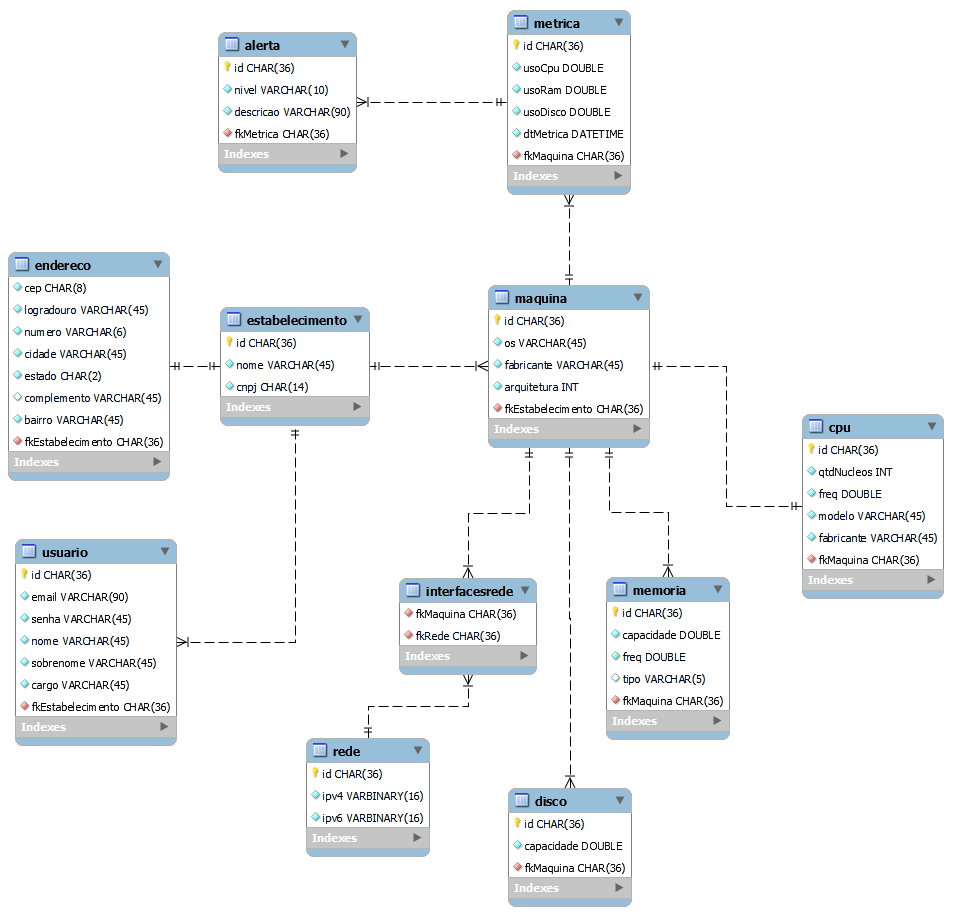 metrica
id CHAR(36)
usoCpu DOUBLE
usoRam DOUBLE
usoDisco DOUBLE
dtMetrica DATETIME
fkMaquina CHAR(36)
Indexes
alerta
id CHAR(36)
nivel VARCHAR(10)
descricao VARCHAR(90)
fkMetrica CHAR(36)
Indexes
endereco
cep CHAR(8)
logradouro VARCHAR(45)
numero VARCHAR(6)
cidade VARCHAR(45)
estado CHAR(2)
complemento VARCHAR(45)
bairro VARCHAR(45)
fkEstabelecimento CHAR(36)
Indexes
estabelecimento
id CHAR(36)
nome VARCHAR(45)
cnpj CHAR(14)
Indexes
maquina
id CHAR(36)
os VARCHAR(45)
fabricante VARCHAR(45)
arquitetura INT
fkEstabelecimento CHAR(36)
Indexes
cpu
id CHAR(36)
qtdNucleos INT
freq DOUBLE
modelo VARCHAR(45)
fabricante VARCHAR(45)
fkMaquina CHAR(36)
Indexes
usuario
id CHAR(36)
email VARCHAR(90)
senha VARCHAR(45)
nome VARCHAR(45)
sobrenome VARCHAR(45)
cargo VARCHAR(45)
fkEstabelecimento CHAR(36)
Indexes
interfacesrede
fkMaquina CHAR(36)
fkRede CHAR(36)
Indexes
memoria
id CHAR(36)
capacidade DOUBLE
freq DOUBLE
tipo VARCHAR(5)
fkMaquina CHAR(36)
Indexes
rede
id CHAR(36)
ipv4 VARBINARY(16)
ipv6 VARBINARY(16)
Indexes
disco
id CHAR(36)
capacidade DOUBLE
fkMaquina CHAR(36)
Indexes